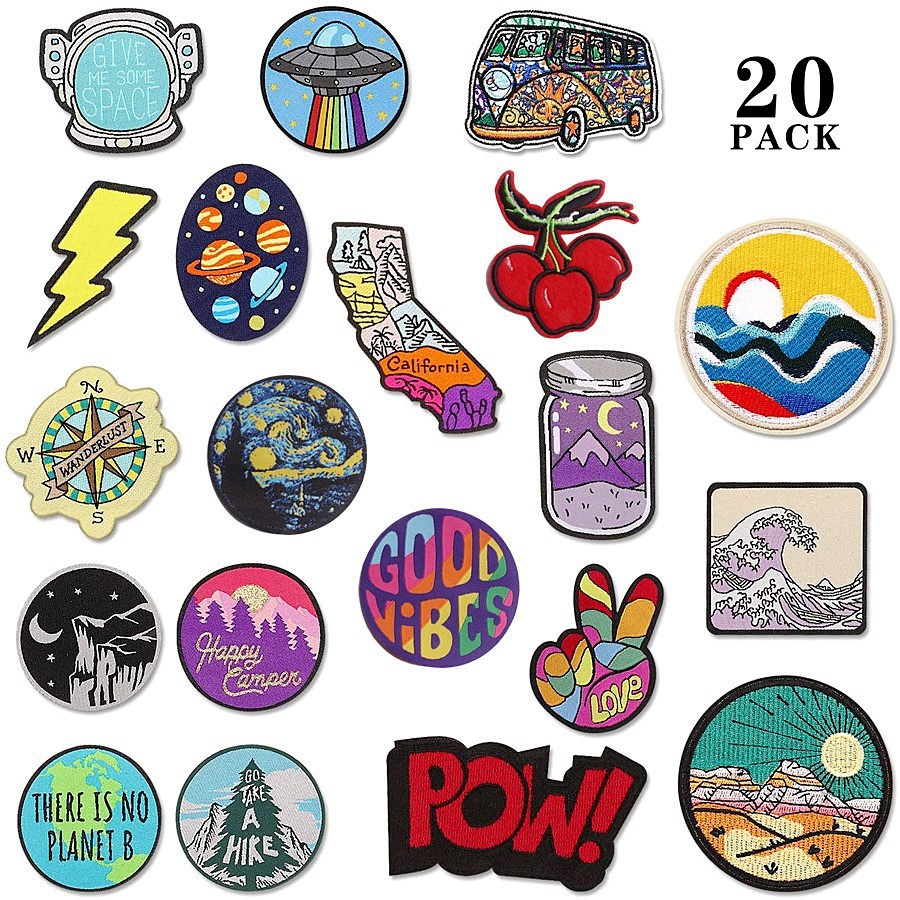 GIVE
ME SOME
SPACE
20
PACK
California
N
W
WANDERLUST
E
S
GOOD
VIBES
Happy
Camper
LOVE
THERE IS NO
PLANET B
GO
TAKE
A
HIKE
POW!